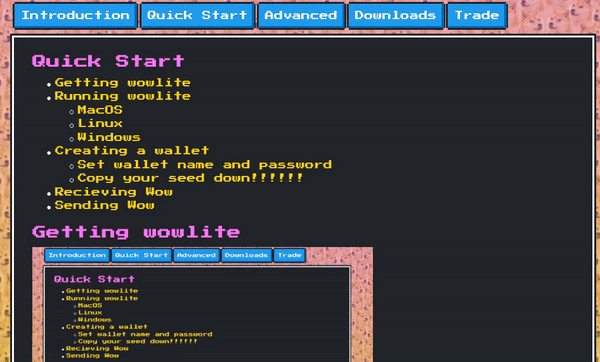 Introduction Quick Start Advanced Downloads Trade
Quick Start
Getting wowlite
Running wowlite
MacOS
Linux
Windows
Creating a wallet
Set wallet name and password
Copy your seed down!!!!!!
Recieving Wow
Sending Wow
Getting wowlite
Introduction Quick Start Advanced Downloads Trade
Quick Start
Getting wowlite
Running wowlite
MacOS
Linux
Windows
Creating a wallet
Set wallet name and password
Copy your seed down!!!!!!
Recieving Wow
Sending Wow